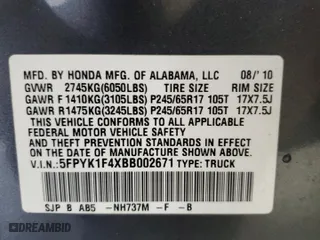 MFD. BY HONDA MFG. OF ALABAMA, LLC 08/'10
GVWR 2745KG(6050LBS) TIRE SIZE RIM SIZE
GAWR F 1410KG(3105LBS) P245/65R17 105T 17X7.5J
GAWR R1475KG(3245LBS) P245/65R17 105T 17X7.5J
THIS VEHICLE CONFORMS TO ALL APPLICABLE
FEDERAL MOTOR VEHICLE SAFETY AND THEFT
PREVENTION STANDARDS IN EFFECT ON THE
DATE OF MANUFACTURE SHOWN ABOVE.
V.I.N:5FPYK1F4XBB002671 TYPE: TRUCK
SJP B AB5 -NH737M -F -B